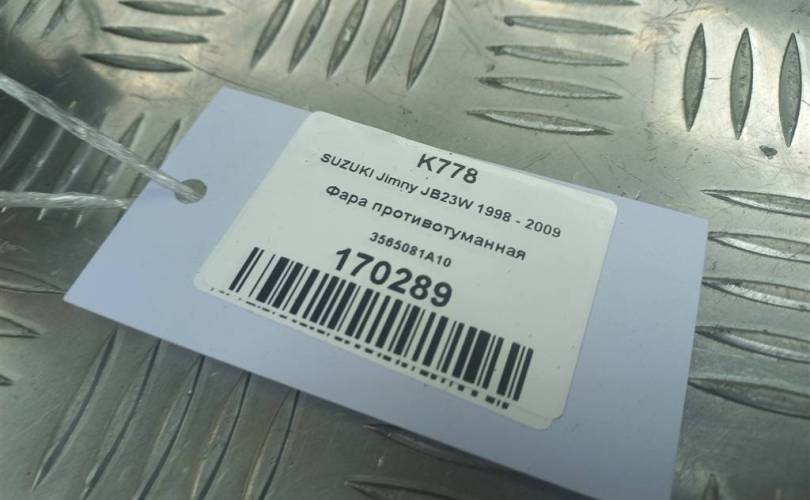 K778
SUZUKI Jimny JB23W 1998 - 2009
Фара противотуманная
3565081A10
170289